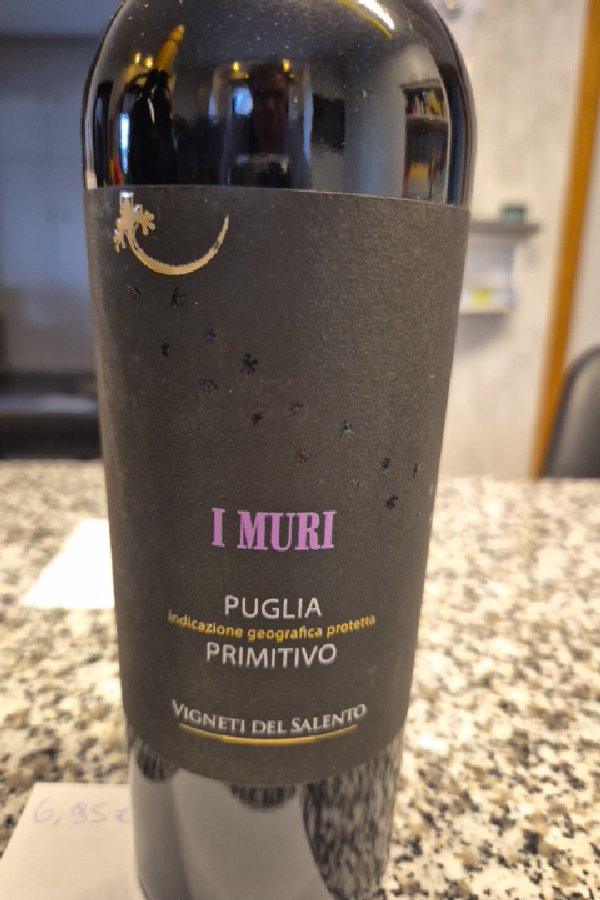 I MURI
PUGLIA
indicazione geografica protetta
PRIMITIVO
VIGNETI DEL SALENTO
6,95€